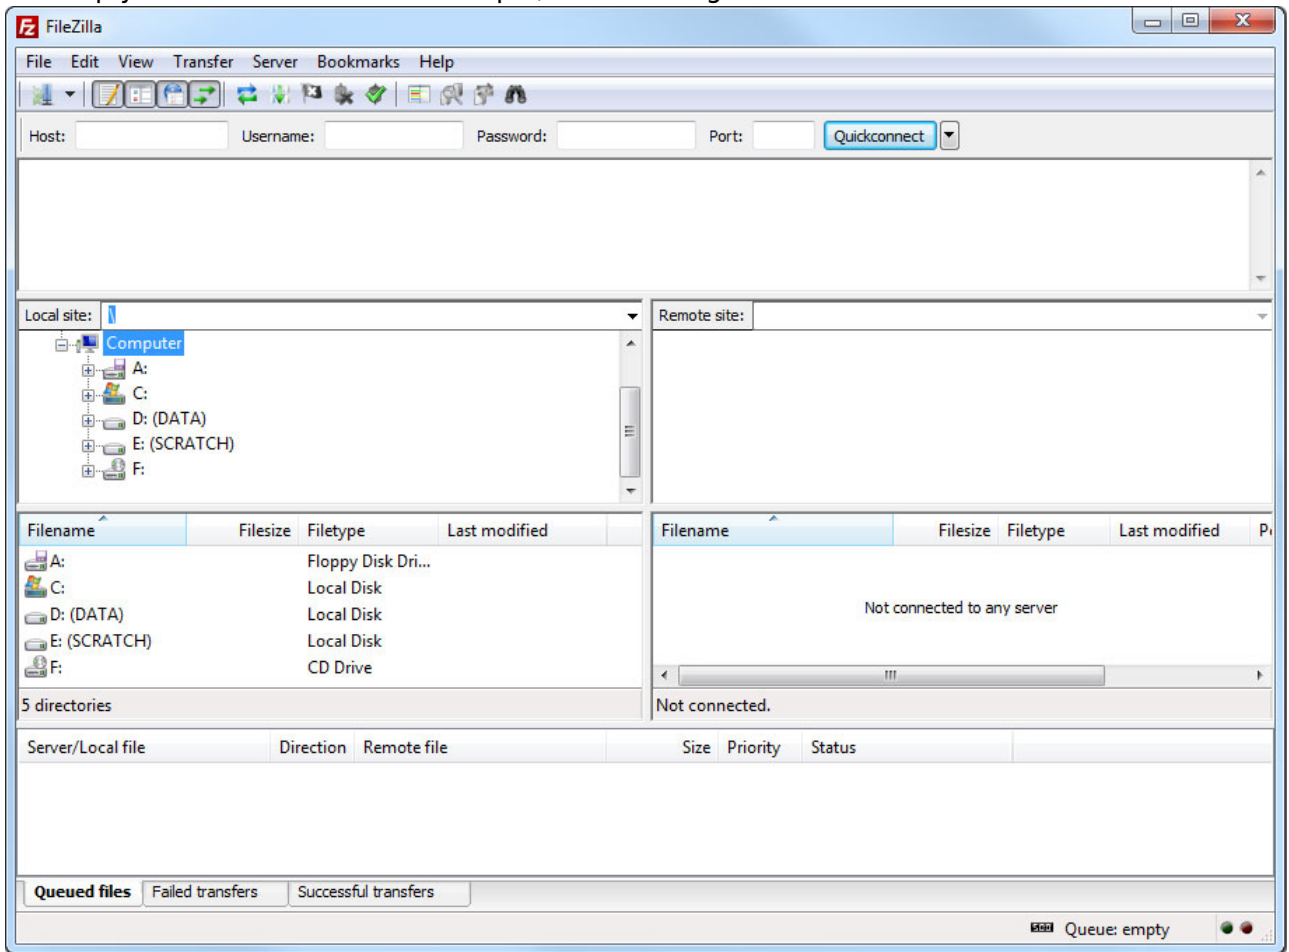 FileZilla
File Edit View Transfer Server Bookmarks Help
Host: Username: Password: Port: Quickconnect
Local site: \
Remote site:
Computer
A:
C:
D: (DATA)
E: (SCRATCH)
F:
Filename Filesize Filetype Last modified
A: Floppy Disk Dri...
C: Local Disk
D: (DATA) Local Disk
E: (SCRATCH) Local Disk
F: CD Drive
5 directories
Filename Filesize Filetype Last modified
Not connected to any server
Not connected.
Server/Local file Direction Remote file Size Priority Status
Queued files Failed transfers Successful transfers
Queue: empty